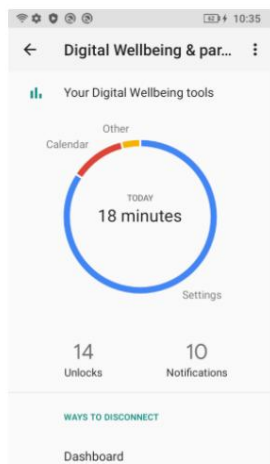 62 10:35
Digital Wellbeing & par...
Your Digital Wellbeing tools
Other
Calendar
TODAY
18 minutes
Settings
14 10
Unlocks Notifications
WAYS TO DISCONNECT
Dashboard